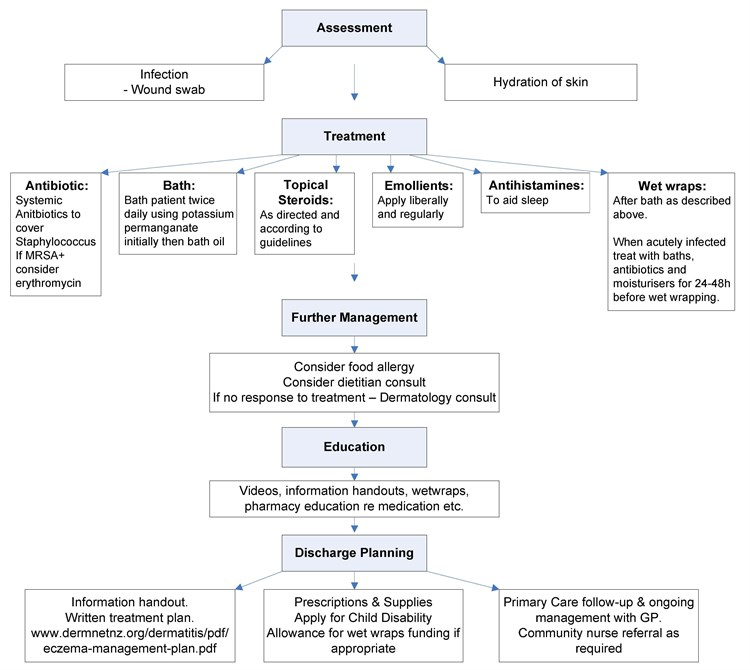 Assessment
Infection
- Wound swab
Hydration of skin
Treatment
Antibiotic:
Systemic
Anitbiotics to
cover
Staphylococcus
If MRSA+
consider
erythromycin
Bath:
Bath patient twice
daily using potassium
permanganate
initially then bath oil
Topical
Steroids:
As directed and
according to
guidelines
Emollients:
Apply liberally
and regularly
Antihistamines:
To aid sleep
Wet wraps:
After bath as described
above.
When acutely infected
treat with baths,
antibiotics and
moisturisers for 24-48h
before wet wrapping.
Further Management
Consider food allergy
Consider dietitian consult
If no response to treatment – Dermatology consult
Education
Videos, information handouts, wetwraps,
pharmacy education re medication etc.
Discharge Planning
Information handout.
Written treatment plan.
www.dermnetnz.org/dermatitis/pdf/
eczema-management-plan.pdf
Prescriptions & Supplies
Apply for Child Disability
Allowance for wet wraps funding if
appropriate
Primary Care follow-up & ongoing
management with GP.
Community nurse referral as
required